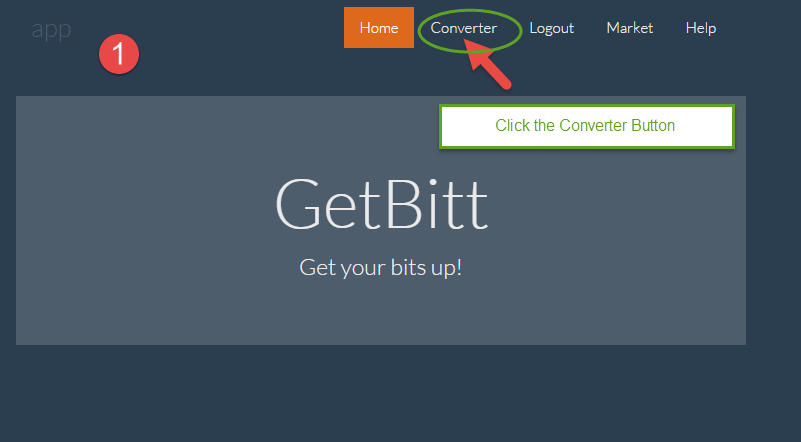 app
1
Home Converter Logout Market Help
Click the Converter Button
GetBitt
Get your bits up!